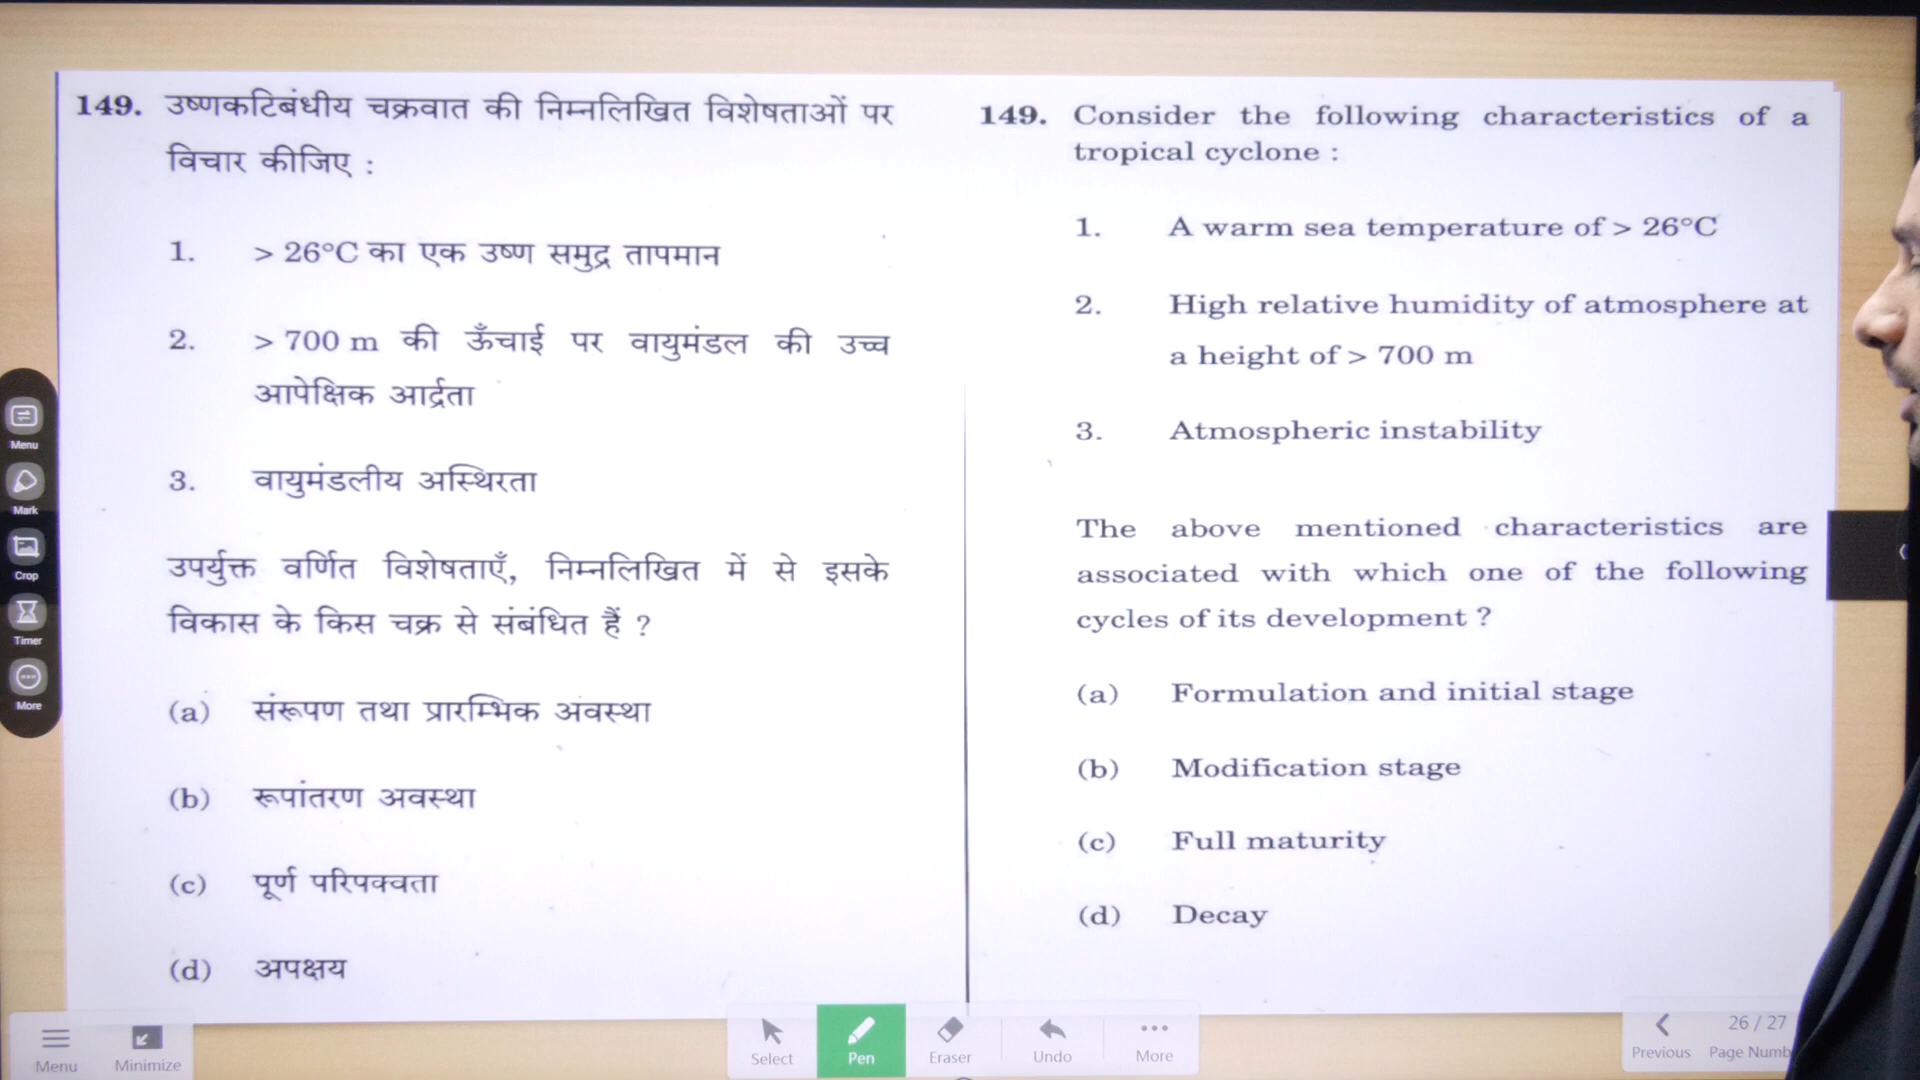 149. उष्णकटिबंधीय चक्रवात की निम्नलिखित विशेषताओं पर
विचार कीजिए :
1. > 26°C का एक उष्ण समुद्र तापमान
2. > 700 m की ऊँचाई पर वायुमंडल की उच्च
आपेक्षिक आर्द्रता
3. वायुमंडलीय अस्थिरता
उपर्युक्त वर्णित विशेषताएँ, निम्नलिखित में से इसके
विकास के किस चक्र से संबंधित हैं ?
(a) संरूपण तथा प्रारम्भिक अवस्था
(b) रूपांतरण अवस्था
(c) पूर्ण परिपक्वता
(d) अपक्षय
149. Consider the following characteristics of a
tropical cyclone :
1. A warm sea temperature of > 26°C
2. High relative humidity of atmosphere at
a height of > 700 m
3. Atmospheric instability
The above mentioned characteristics are
associated with which one of the following
cycles of its development ?
(a) Formulation and initial stage
(b) Modification stage
(c) Full maturity
(d) Decay
Menu
Mark
Crop
Timer
More
Menu
Minimize
Select
Pen
Eraser
Undo
More
26 / 27
Previous
Page